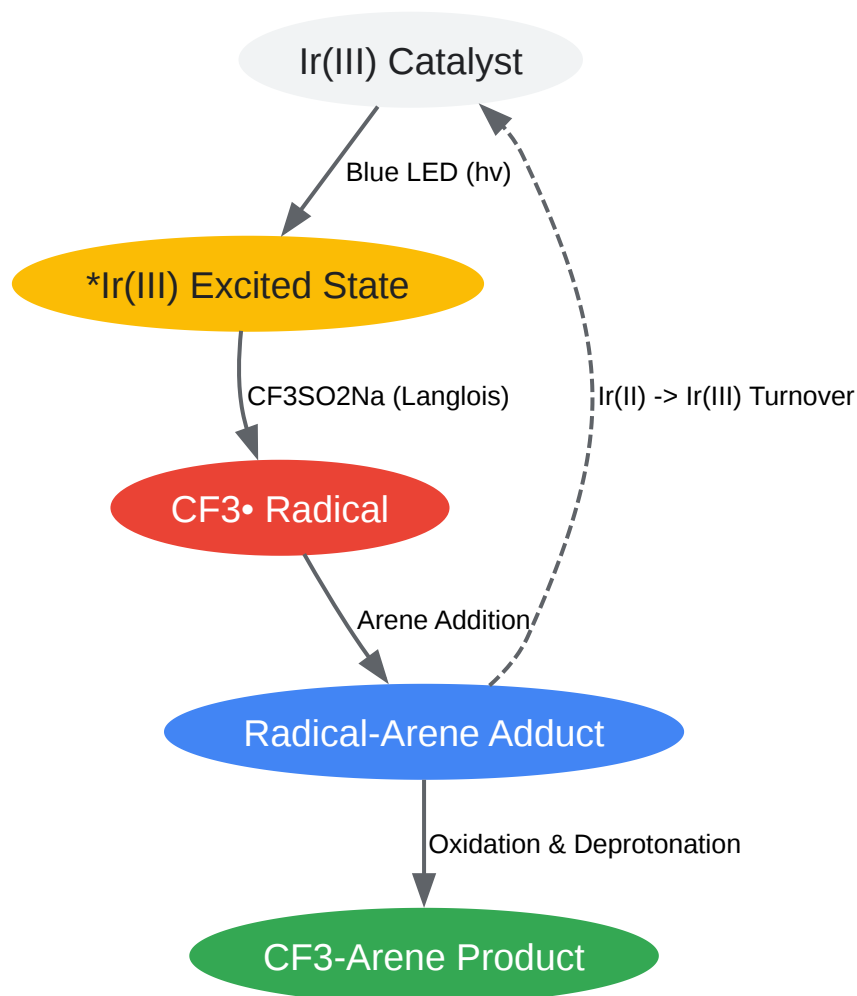 Ir(III) Catalyst
Blue LED (hv)
*Ir(III) Excited State
CF3SO2Na (Langlois)
Ir(II) -> Ir(III) Turnover
CF3• Radical
Arene Addition
Radical-Arene Adduct
Oxidation & Deprotonation
CF3-Arene Product